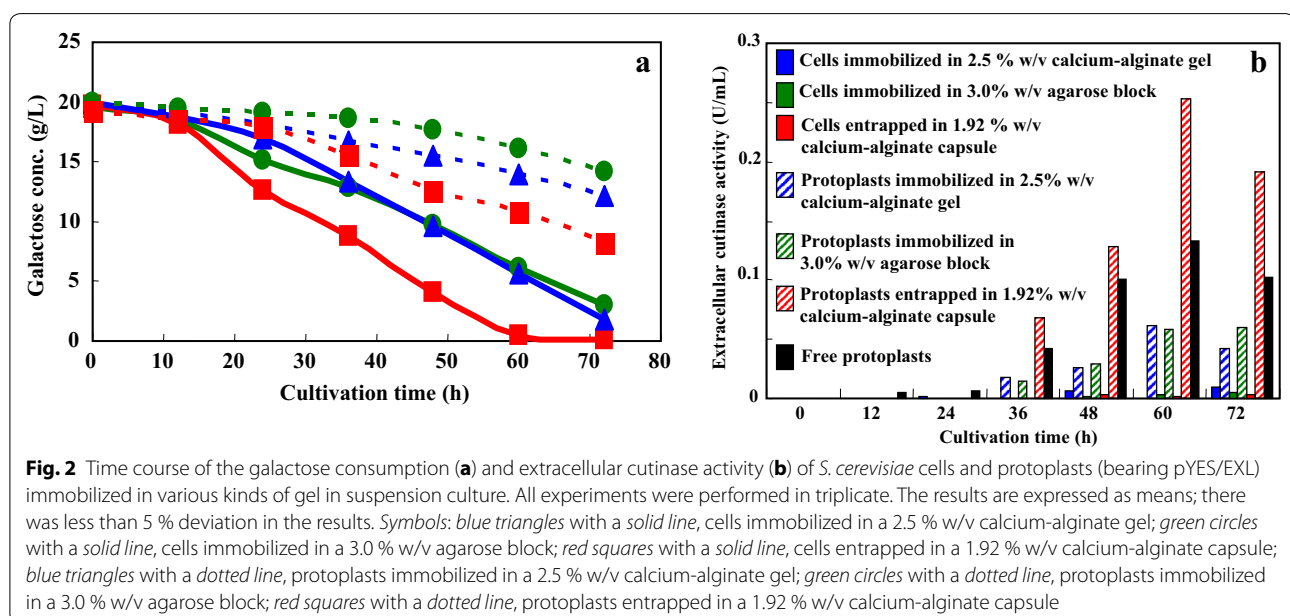 25
20
15
10
5
0
Galactose conc. (g/L)
a
0 10 20 30 40 50 60 70 80
Cultivation time (h)
0.3
0.2
0.1
0
Extracellular cutinase activity (U/mL)
b
Cells immobilized in 2.5 % w/v calcium-alginate gel
Cells immobilized in 3.0% w/v agarose block
Cells entrapped in 1.92 % w/v
calcium-alginate capsule
Protoplasts immobilized in 2.5% w/v
calcium-alginate gel
Protoplasts immobilized in
3.0% w/v agarose block
Protoplasts entrapped in 1.92% w/v
calcium-alginate capsule
Free protoplasts
0 12 24 36 48 60 72
Cultivation time (h)
Fig. 2 Time course of the galactose consumption (a) and extracellular cutinase activity (b) of S. cerevisiae cells and protoplasts (bearing pYES/EXL)
immobilized in various kinds of gel in suspension culture. All experiments were performed in triplicate. The results are expressed as means; there
was less than 5 % deviation in the results. Symbols: blue triangles with a solid line, cells immobilized in a 2.5 % w/v calcium-alginate gel; green circles
with a solid line, cells immobilized in a 3.0 % w/v agarose block; red squares with a solid line, cells entrapped in a 1.92 % w/v calcium-alginate capsule;
blue triangles with a dotted line, protoplasts immobilized in a 2.5 % w/v calcium-alginate gel; green circles with a dotted line, protoplasts immobilized
in a 3.0 % w/v agarose block; red squares with a dotted line, protoplasts entrapped in a 1.92 % w/v calcium-alginate capsule